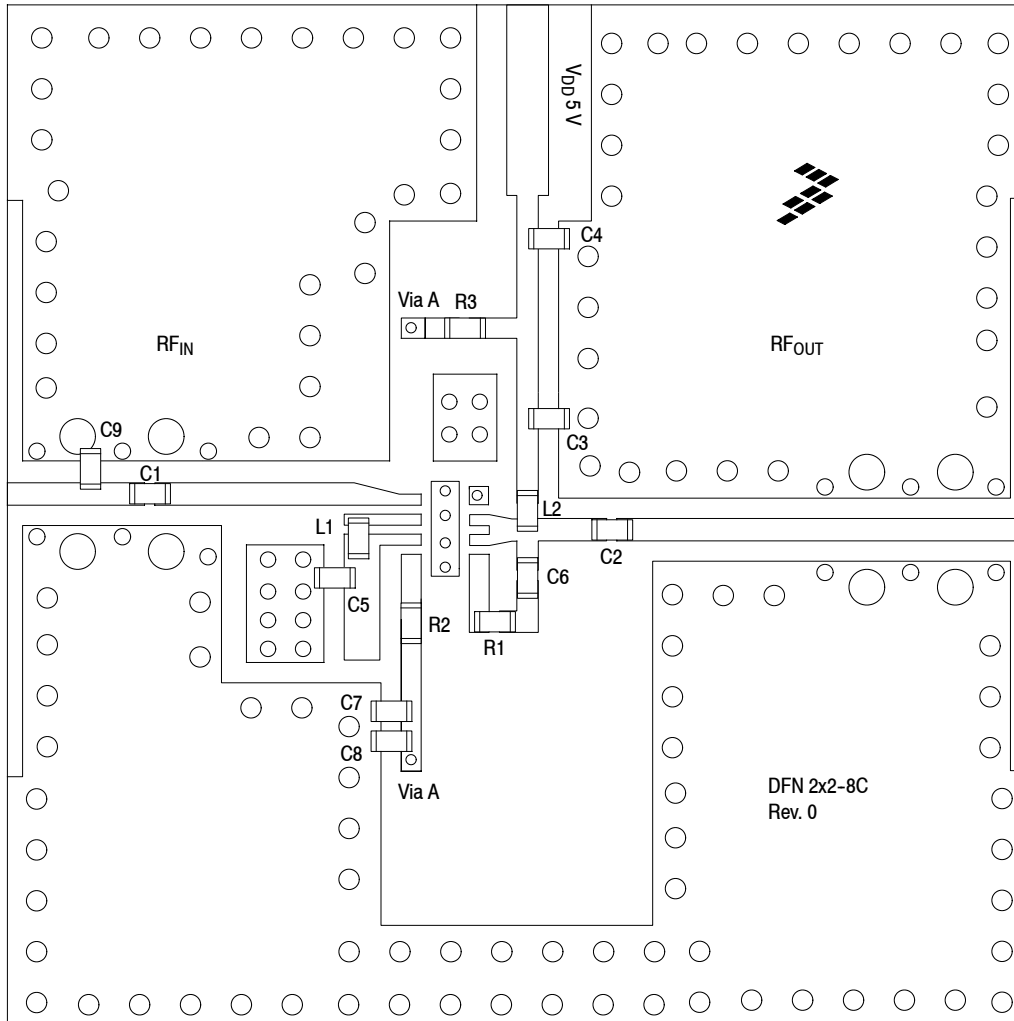 VDD 5 V
C4
Via A
R3
RFIN
RFOUT
C9
C3
C1
L1
L2
C2
C5
C6
R2
R1
C7
C8
Via A
DFN 2x2-8C
Rev. 0